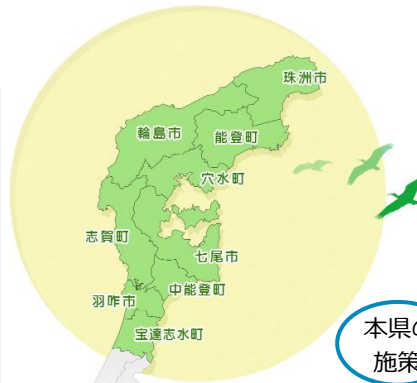 珠洲市
輪島市
能登町
穴水町
志賀町
七尾市
中能登町
羽咋市
宝達志水町
本県の
施策